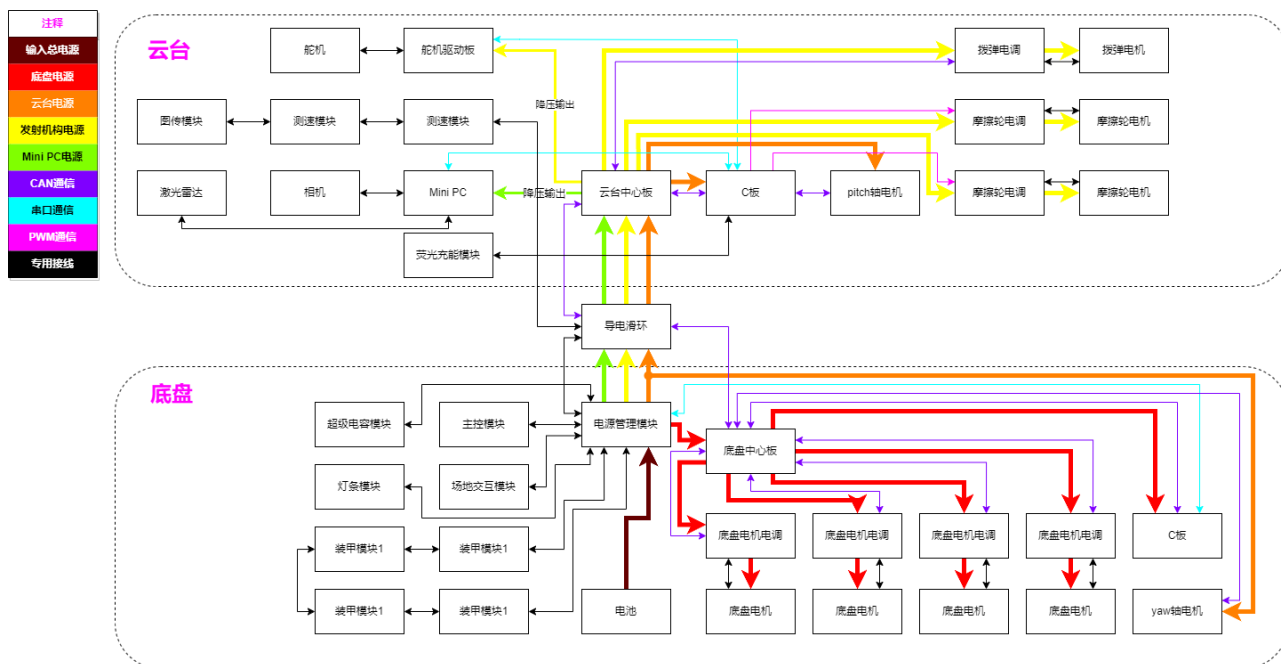 注释
输入总电源
底盘电源
云台电源
发射机构电源
Mini PC电源
CAN通信
串口通信
PWM通信
专用接线
云台
舵机
舵机驱动板
拨弹电调
拨弹电机
降压输出
图传模块
测速模块
测速模块
摩擦轮电调
摩擦轮电机
激光雷达
相机
Mini PC
降压输出
云台中心板
C板
pitch轴电机
摩擦轮电调
摩擦轮电机
荧光充能模块
导电滑环
底盘
超级电容模块
主控模块
电源管理模块
底盘中心板
灯条模块
场地交互模块
装甲模块1
装甲模块1
底盘电机电调
底盘电机电调
底盘电机电调
底盘电机电调
C板
装甲模块1
装甲模块1
电池
底盘电机
底盘电机
底盘电机
底盘电机
yaw轴电机